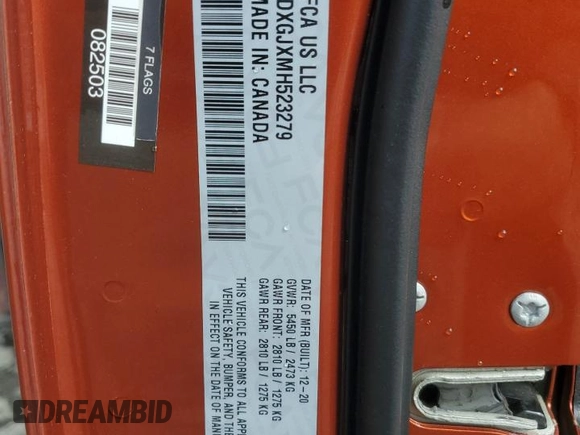 7 FLAGS
082503
FCA US LLC
DXGJXMH523279
MADE IN: CANADA
DATE OF MFR (BUILT): 12-20
GVWR: 5450 LB / 2473 KG
GAWR FRONT: 2810 LB / 1275 KG
GAWR REAR: 2810 LB / 1275 KG
THIS VEHICLE CONFORMS TO ALL APPL
VEHICLE SAFETY, BUMPER, AND THE
IN EFFECT ON THE DATE OF MANU
DREAMBID